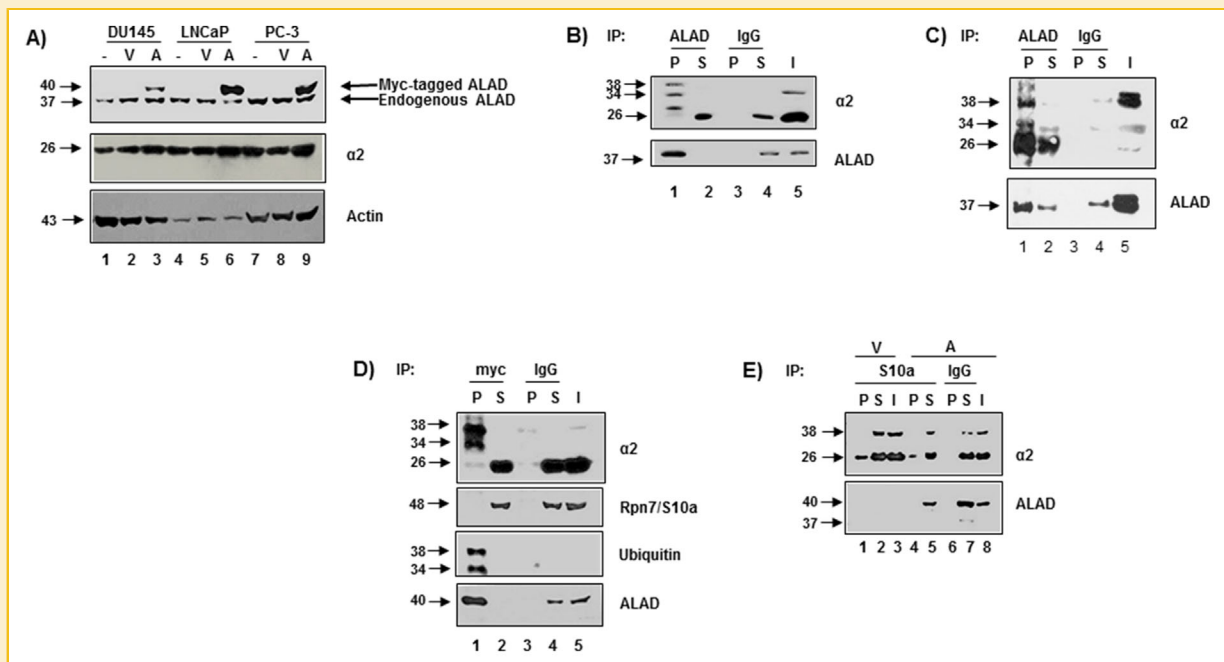 A)
DU145 LNCaP PC-3
- V A - V A - V A
40
37
Myc-tagged ALAD
Endogenous ALAD
26
α2
43
Actin
1 2 3 4 5 6 7 8 9
B) IP: ALAD IgG
P S P S I
38
34
26
α2
37
ALAD
1 2 3 4 5
C) IP: ALAD IgG
P S P S I
38
34
26
α2
37
ALAD
1 2 3 4 5
D) IP: myc IgG
P S P S I
38
34
26
α2
48
Rpn7/S10a
38
34
Ubiquitin
40
ALAD
1 2 3 4 5
V A
E) IP: S10a IgG
P S I P S P S I
38
26
α2
40
37
ALAD
1 2 3 4 5 6 7 8